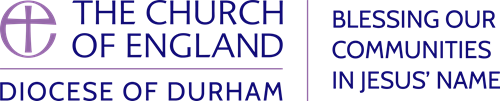 THE CHURCH
OF ENGLAND
DIOCESE OF DURHAM
BLESSING OUR
COMMUNITIES
IN JESUS’ NAME